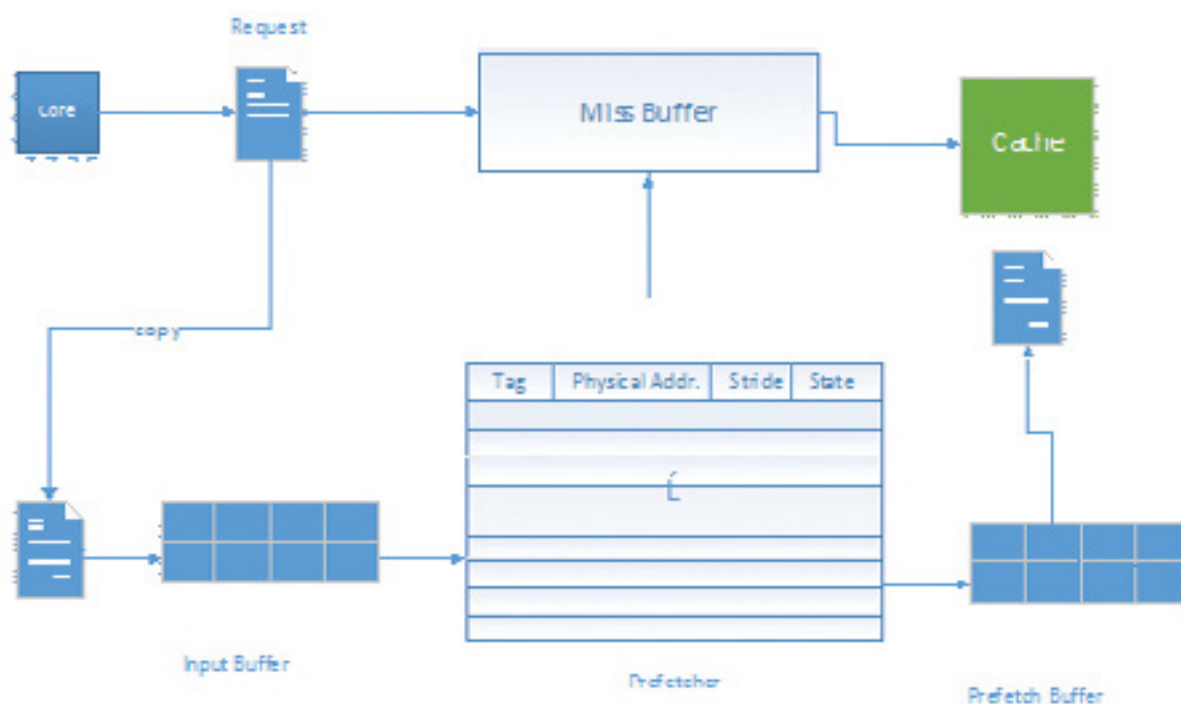 Request
Core
Miss Buffer
Cache
copy
Tag Physical Addr. Stride State
Input Buffer
Prefetcher
Prefetch Buffer